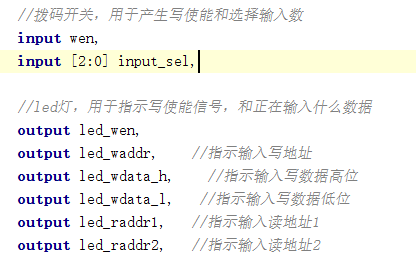 //拨码开关，用于产生写使能和选择输入数
input wen,
input [2:0] input_sel,
//led灯，用于指示写使能信号，和正在输入什么数据
output led_wen,
output led_waddr, //指示输入写地址
output led_wdata_h, //指示输入写数据高位
output led_wdata_l, //指示输入写数据低位
output led_raddr1, //指示输入读地址1
output led_raddr2, //指示输入读地址2